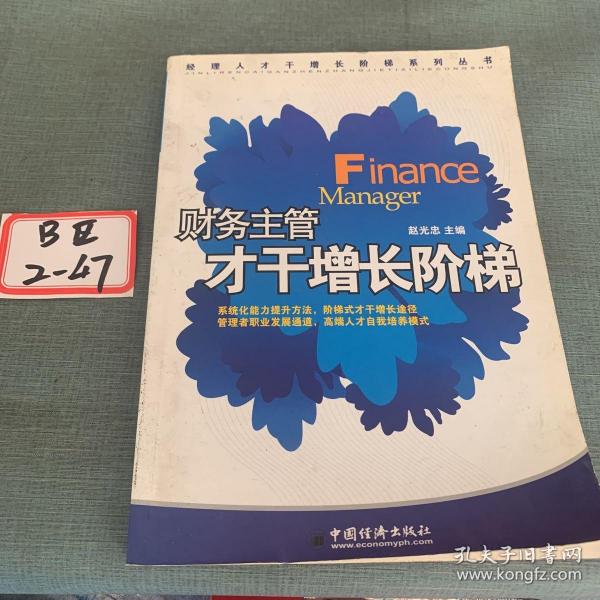 经理人才干增长阶梯系列丛书
JINLIRENCAIGANZHENZHANGJIETIXILIECONGSHU
Finance
Manager
财务主管
赵光忠 主编
才干增长阶梯
系统化能力提升方法，阶梯式才干增长途径
管理者职业发展通道，高端人才自我培养模式
中国经济出版社
www.economyph.com
B区
2-47
孔夫子旧书网
www.kongfz.com